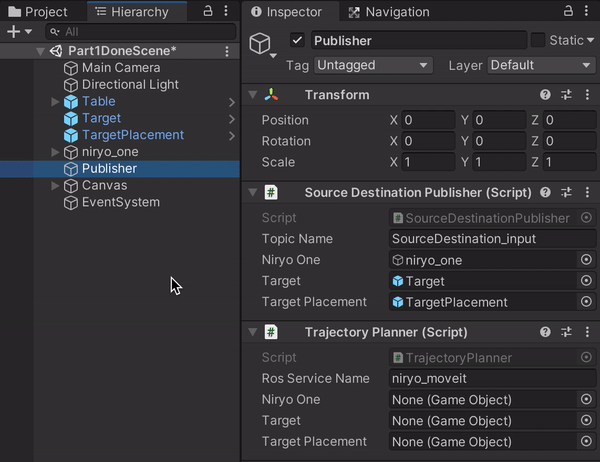 Project
Hierarchy
All
Part1DoneScene*
Main Camera
Directional Light
Table
Target
TargetPlacement
niryo_one
Publisher
Canvas
EventSystem
Inspector
Navigation
Publisher
Static
Tag Untagged Layer Default
Transform
Position X 0 Y 0 Z 0
Rotation X 0 Y 0 Z 0
Scale X 1 Y 1 Z 1
Source Destination Publisher (Script)
Script SourceDestinationPublisher
Topic Name SourceDestination_input
Niryo One niryo_one
Target Target
Target Placement TargetPlacement
Trajectory Planner (Script)
Script TrajectoryPlanner
Ros Service Name niryo_moveit
Niryo One None (Game Object)
Target None (Game Object)
Target Placement None (Game Object)